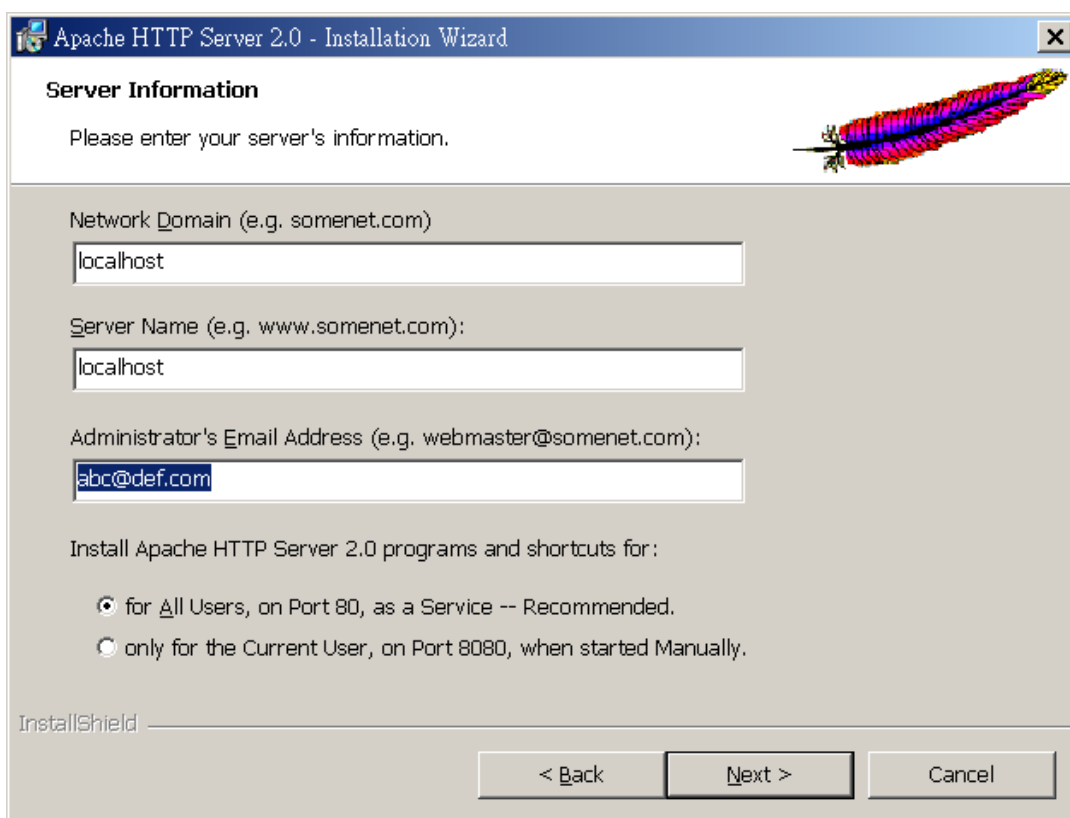 Apache HTTP Server 2.0 - Installation Wizard
Server Information
Please enter your server's information.
Network Domain (e.g. somenet.com)
localhost
Server Name (e.g. www.somenet.com):
localhost
Administrator's Email Address (e.g. webmaster@somenet.com):
abc@def.com
Install Apache HTTP Server 2.0 programs and shortcuts for:
for All Users, on Port 80, as a Service -- Recommended.
only for the Current User, on Port 8080, when started Manually.
InstallShield
< Back Next > Cancel